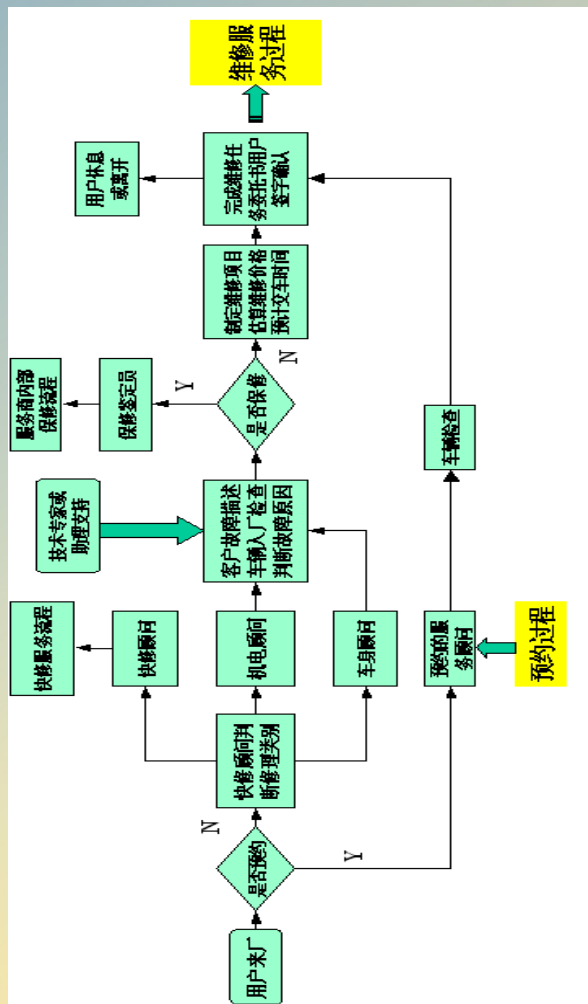 用户来厂
是否预约
N
Y
快修顾问判
断修理类别
快修顾问
快修服务流程
机电顾问
车身顾问
预约的服
务顾问
预约过程
技术专家或
助理支持
客户故障描述
车辆入厂检查
判断故障原因
车辆检查
是否保修
Y
N
保修鉴定员
服务商内部
保修流程
制定维修项目
估算维修价格
预计交车时间
完成维修任
务委托书用户
签字确认
用户休息
或离开
维修服
务过程